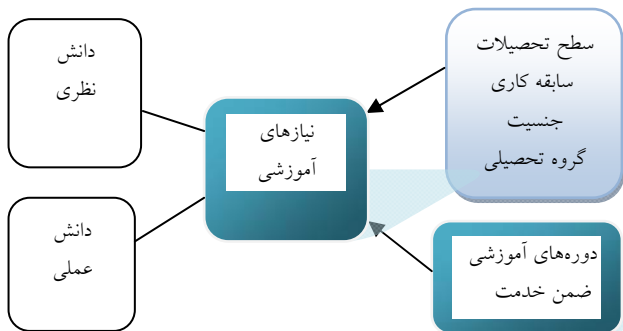 سطح تحصیلات
سابقه کاری
جنسیت
گروه تحصیلی
دانش
نظری
نیازهای
آموزشی
دانش
عملی
دوره‌های آموزشی
ضمن خدمت